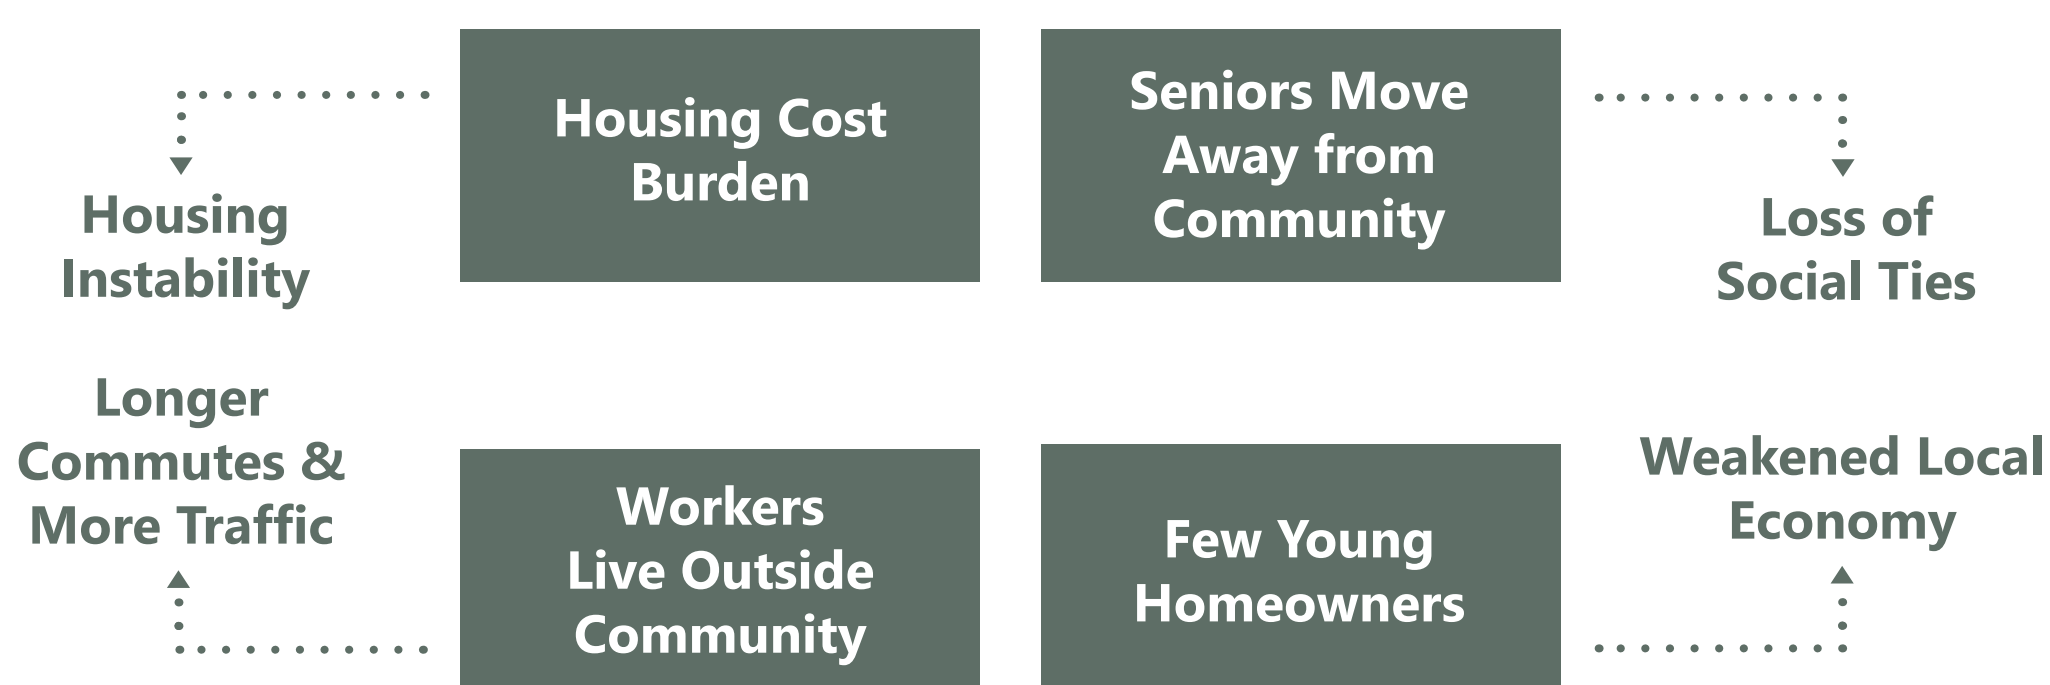 Housing Cost
Burden
Seniors Move
Away from
Community
Housing
Instability
Loss of
Social Ties
Longer
Commutes &
More Traffic
Workers
Live Outside
Community
Few Young
Homeowners
Weakened Local
Economy